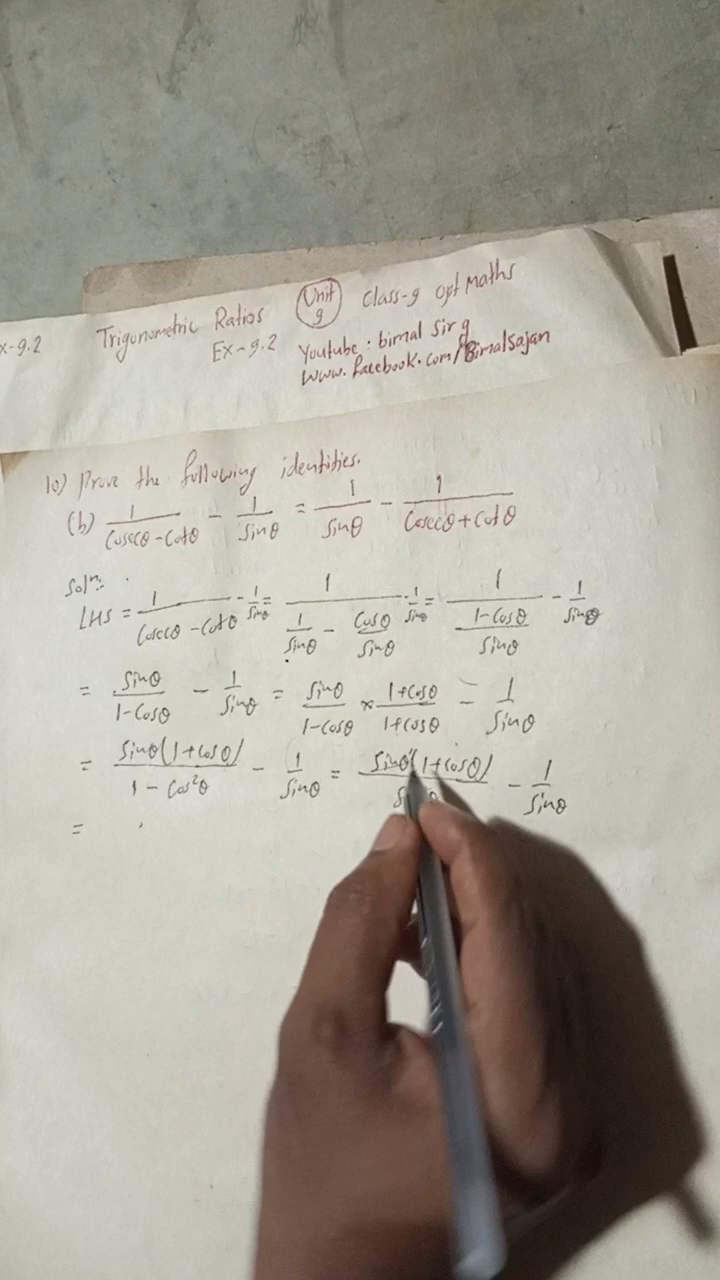 x-9.2 Trigonometric Ratios Unit 9 Class-9 opt Maths
Ex-9.2 Youtube: bimal sir g
www.facebook.com/Bimalsajan
10) Prove the following identities.
(b) 1/(Cosecθ - Cotθ) - 1/Sinθ = 1/Sinθ - 1/(Cosecθ + Cotθ)
Solⁿ:
LHS = 1/(Cosecθ - Cotθ) - 1/Sinθ = 1/(1/Sinθ - Cosθ/Sinθ) - 1/Sinθ = 1/((1-Cosθ)/Sinθ) - 1/Sinθ
= Sinθ/(1-Cosθ) - 1/Sinθ = Sinθ/(1-Cosθ) × (1+Cosθ)/(1+Cosθ) - 1/Sinθ
= Sinθ(1+Cosθ)/(1 - Cos²θ) - 1/Sinθ = Sinθ(1+Cosθ)/ - 1/Sinθ
=